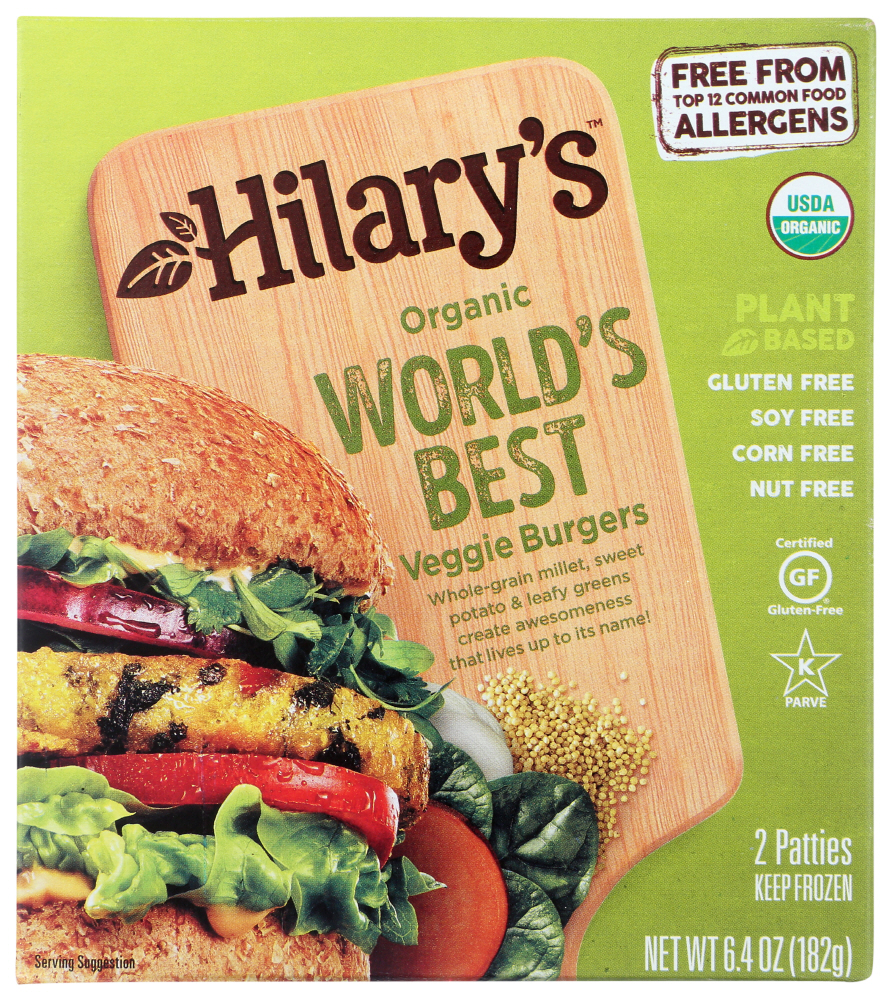 FREE FROM
TOP 12 COMMON FOOD
ALLERGENS
Hilary's™
USDA
ORGANIC
Organic
WORLD'S
BEST
Veggie Burgers
Whole-grain millet, sweet
potato & leafy greens
create awesomeness
that lives up to its name!
PLANT
BASED
GLUTEN FREE
SOY FREE
CORN FREE
NUT FREE
Certified
GF
Gluten-Free
K
PARVE
2 Patties
KEEP FROZEN
NET WT 6.4 OZ (182g)
Serving Suggestion